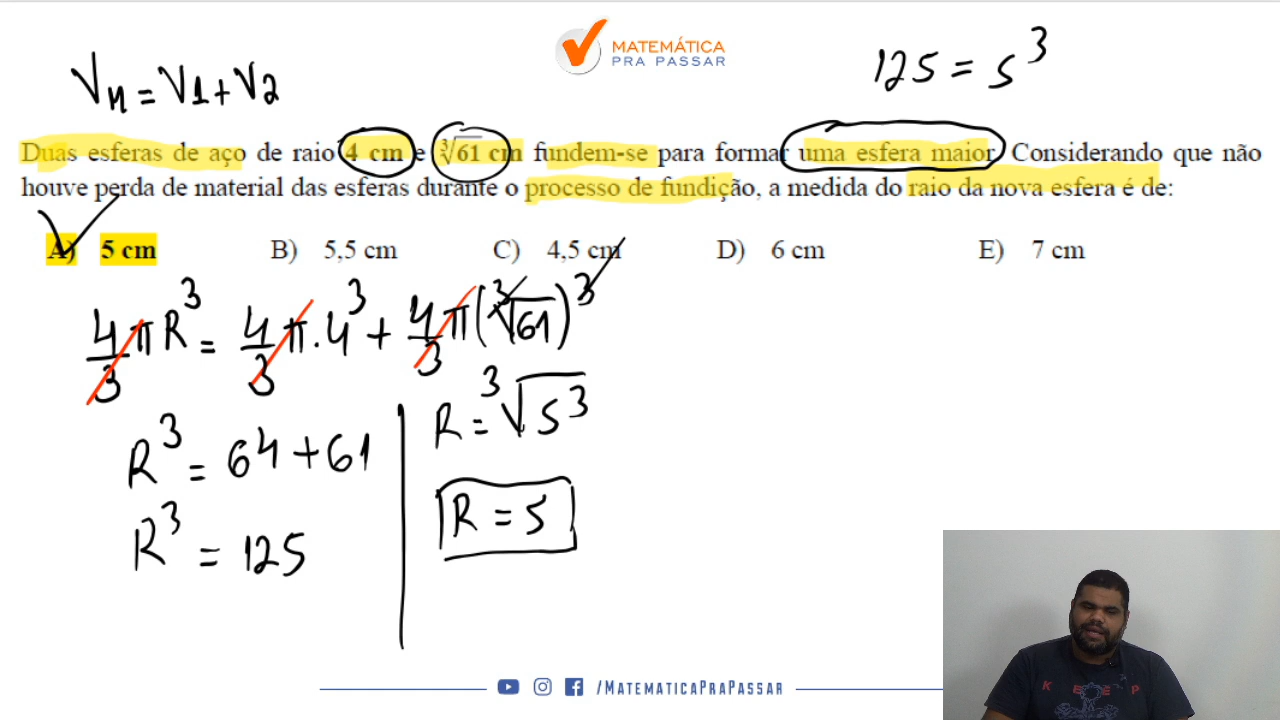 MATEMÁTICA
PRA PASSAR
125 = 5³
Vn = V1 + V2
Duas esferas de aço de raio 4 cm e ∛61 cm fundem-se para formar uma esfera maior. Considerando que não
houve perda de material das esferas durante o processo de fundição, a medida do raio da nova esfera é de:
A) 5 cm B) 5,5 cm C) 4,5 cm D) 6 cm E) 7 cm
4/3 π R³ = 4/3 π . 4³ + 4/3 π (∛61)³
R³ = 64 + 61
R³ = 125
R = ∛5³
R = 5
KEEP
/MatematicaPraPassar